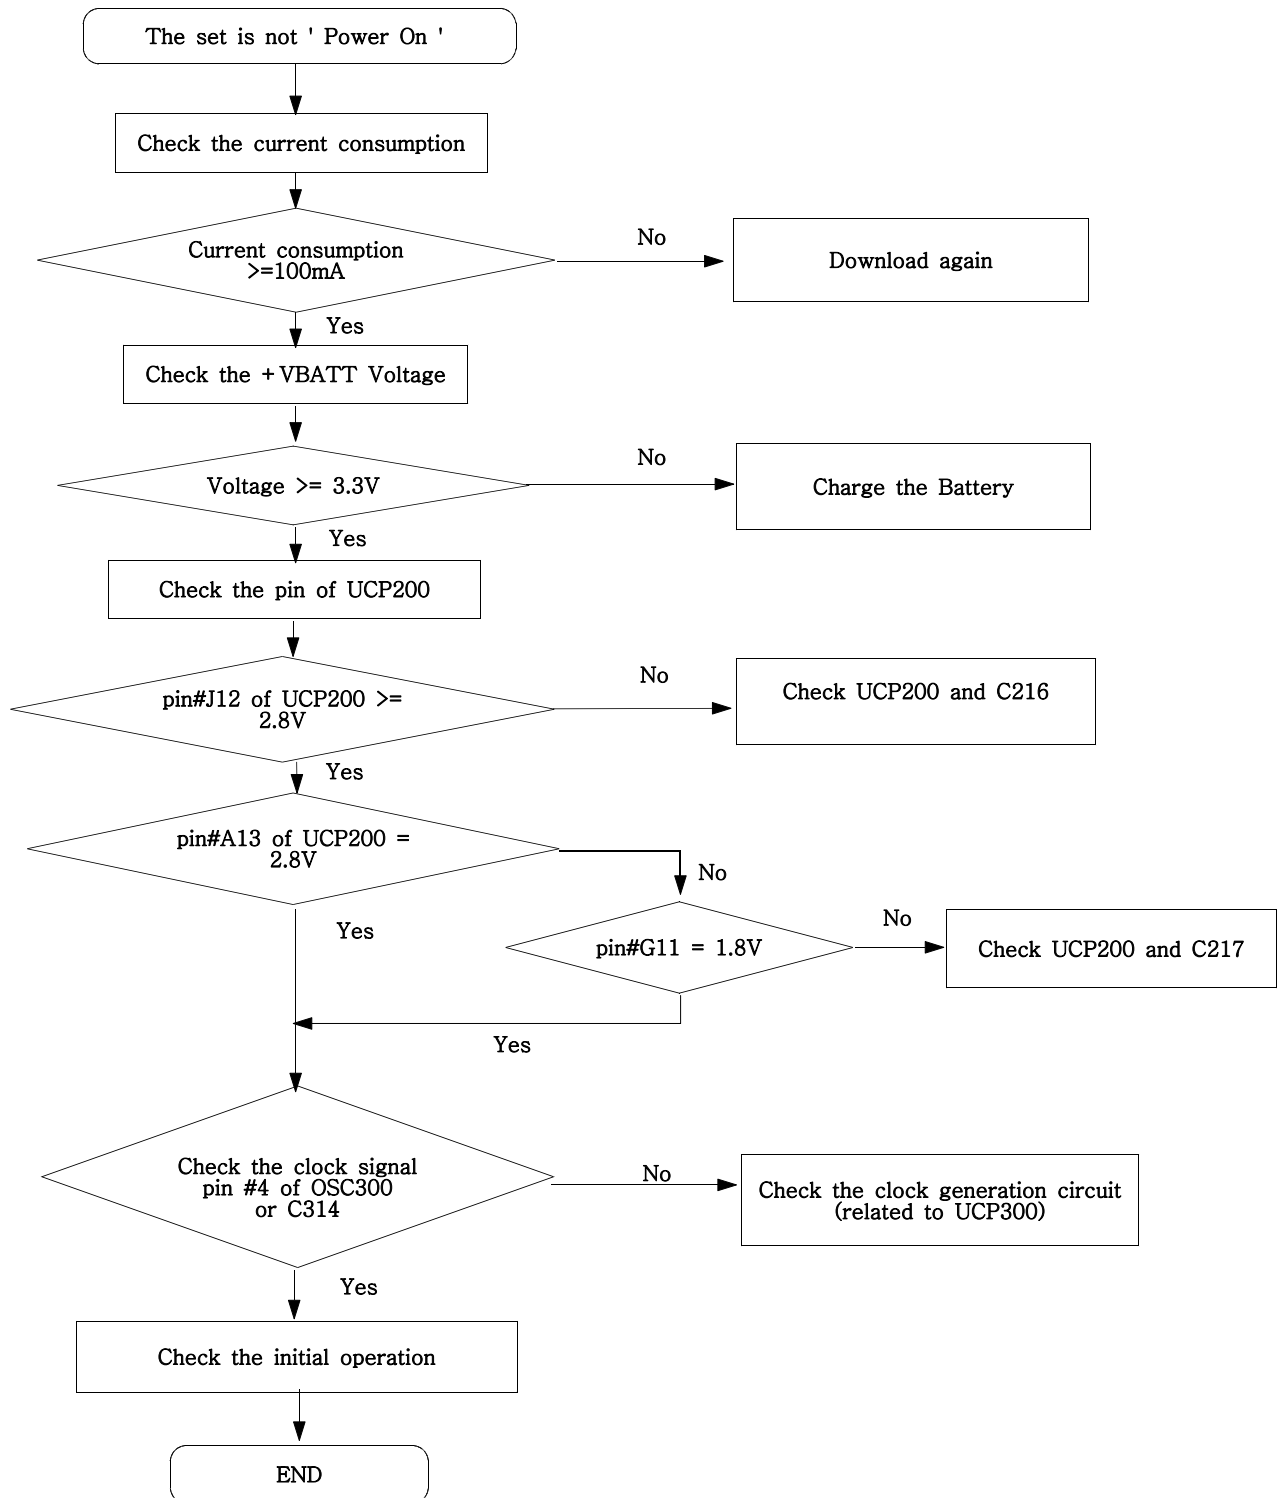 The set is not ' Power On '
Check the current consumption
Current consumption
>=100mA
No
Download again
Yes
Check the +VBATT Voltage
Voltage >= 3.3V
No
Charge the Battery
Yes
Check the pin of UCP200
pin#J12 of UCP200 >=
2.8V
No
Check UCP200 and C216
Yes
pin#A13 of UCP200 =
2.8V
No
Yes
pin#G11 = 1.8V
No
Check UCP200 and C217
Yes
Check the clock signal
pin #4 of OSC300
or C314
No
Check the clock generation circuit
(related to UCP300)
Yes
Check the initial operation
END